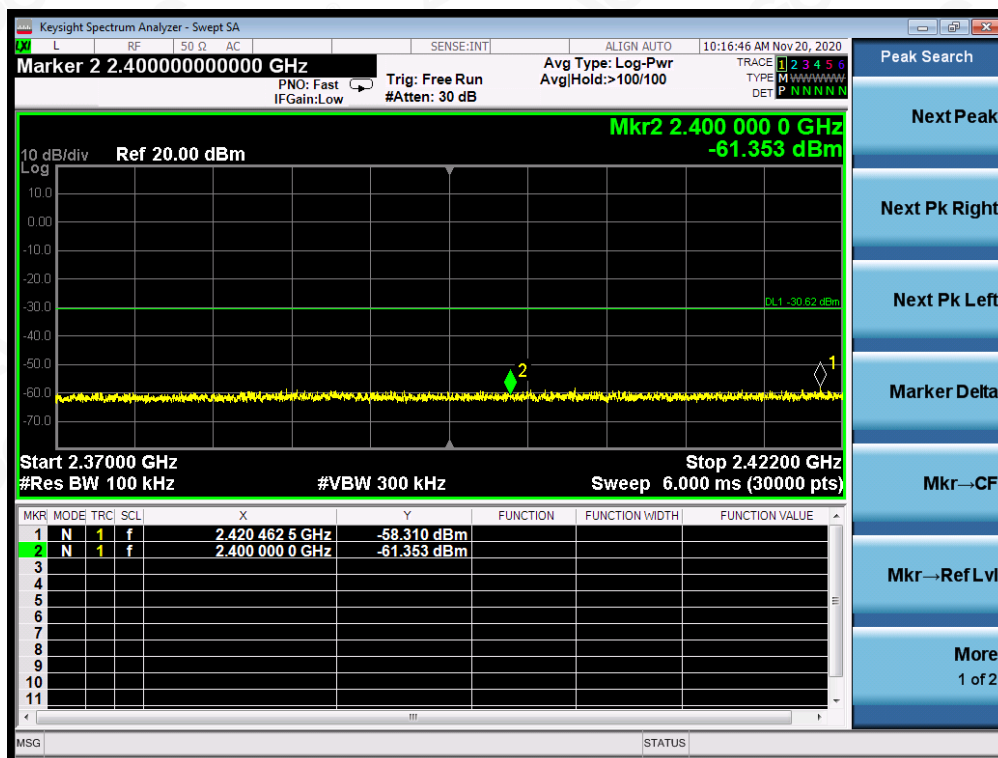 Keysight Spectrum Analyzer - Swept SA
LXI L RF 50 Ω AC SENSE:INT ALIGN AUTO 10:16:46 AM Nov 20, 2020
Marker 2 2.400000000000 GHz
PNO: Fast
IFGain:Low
Trig: Free Run
#Atten: 30 dB
Avg Type: Log-Pwr
Avg|Hold:>100/100
TRACE 1 2 3 4 5 6
TYPE M WWWWW
DET P N N N N N
Mkr2 2.400 000 0 GHz
-61.353 dBm
10 dB/div Ref 20.00 dBm
Log
10.0
0.00
-10.0
-20.0
-30.0
DL1 -30.62 dBm
-40.0
-50.0
-60.0
-70.0
2
1
Start 2.37000 GHz Stop 2.42200 GHz
#Res BW 100 kHz #VBW 300 kHz Sweep 6.000 ms (30000 pts)
MKR MODE TRC SCL X Y FUNCTION FUNCTION WIDTH FUNCTION VALUE
1 N 1 f 2.420 462 5 GHz -58.310 dBm
2 N 1 f 2.400 000 0 GHz -61.353 dBm
3
4
5
6
7
8
9
10
11
MSG STATUS
Peak Search
Next Peak
Next Pk Right
Next Pk Left
Marker Delta
Mkr→CF
Mkr→Ref Lvl
More
1 of 2